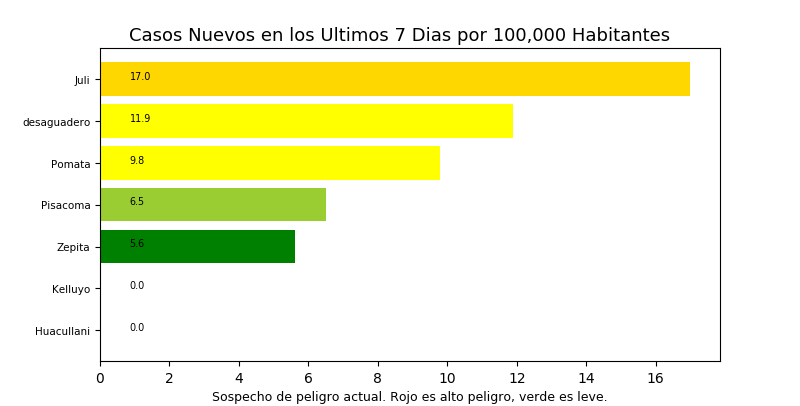 Casos Nuevos en los Ultimos 7 Dias por 100,000 Habitantes
Juli 17.0
desaguadero 11.9
Pomata 9.8
Pisacoma 6.5
Zepita 5.6
Kelluyo 0.0
Huacullani 0.0
0 2 4 6 8 10 12 14 16
Sospecho de peligro actual. Rojo es alto peligro, verde es leve.